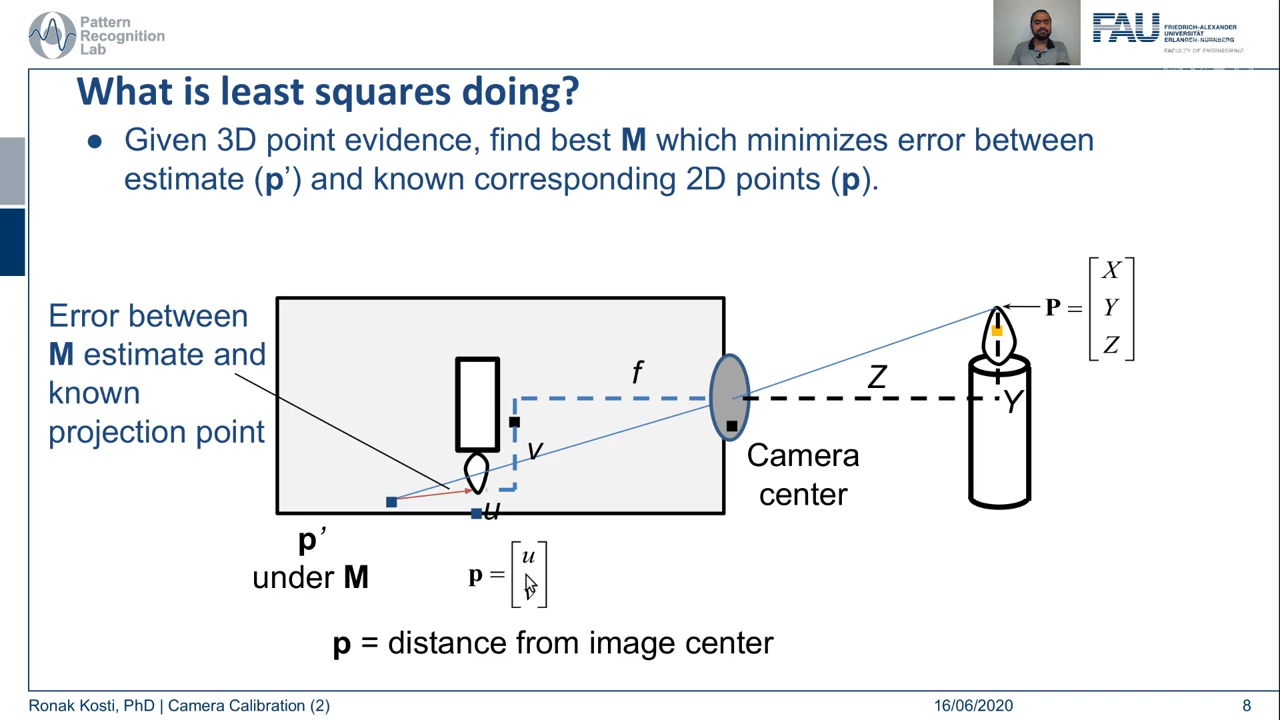 Pattern
Recognition
Lab
FAU
FRIEDRICH-ALEXANDER
UNIVERSITÄT
ERLANGEN-NÜRNBERG
FACULTY OF ENGINEERING
What is least squares doing?
● Given 3D point evidence, find best M which minimizes error between
estimate (p’) and known corresponding 2D points (p).
Error between
M estimate and
known
projection point
f
Z
Y
v
u
P = [X Y Z]
Camera
center
p’
under M
p = [u v]
p = distance from image center
Ronak Kosti, PhD | Camera Calibration (2)
16/06/2020
8